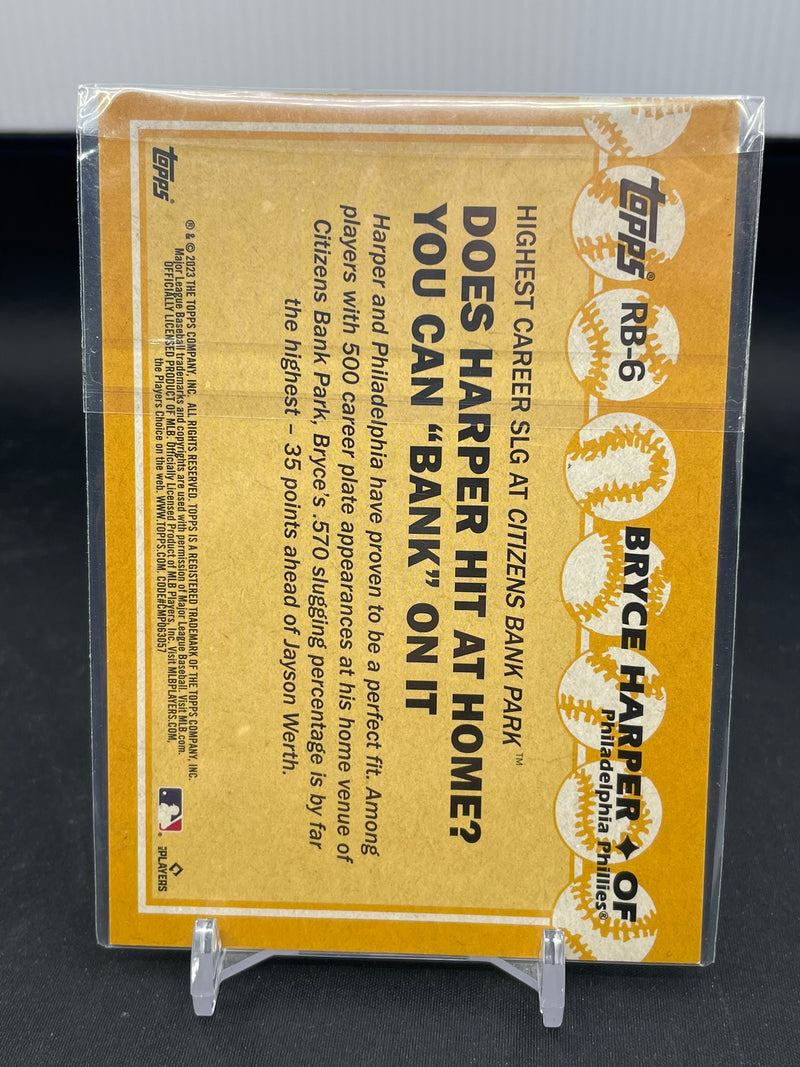 topps® RB-6 BRYCE HARPER ✦ OF
Philadelphia Phillies®
HIGHEST CAREER SLG AT CITIZENS BANK PARK™
DOES HARPER HIT AT HOME?
YOU CAN “BANK” ON IT
Harper and Philadelphia have proven to be a perfect fit. Among
players with 500 career plate appearances at his home venue of
Citizens Bank Park, Bryce's .570 slugging percentage is by far
the highest – 35 points ahead of Jayson Werth.
® & © 2023 THE TOPPS COMPANY, INC. ALL RIGHTS RESERVED. TOPPS IS A REGISTERED TRADEMARK OF THE TOPPS COMPANY, INC.
Major League Baseball trademarks and copyrights are used with permission of Major League Baseball. Visit MLB.com.
OFFICIALLY LICENSED PRODUCT OF MLB. Officially Licensed Product of MLB Players, Inc. Visit MLBPLAYERS.COM,
the Players Choice on the web. WWW.TOPPS.COM. CODE#CMP063057
topps
PLAYERS